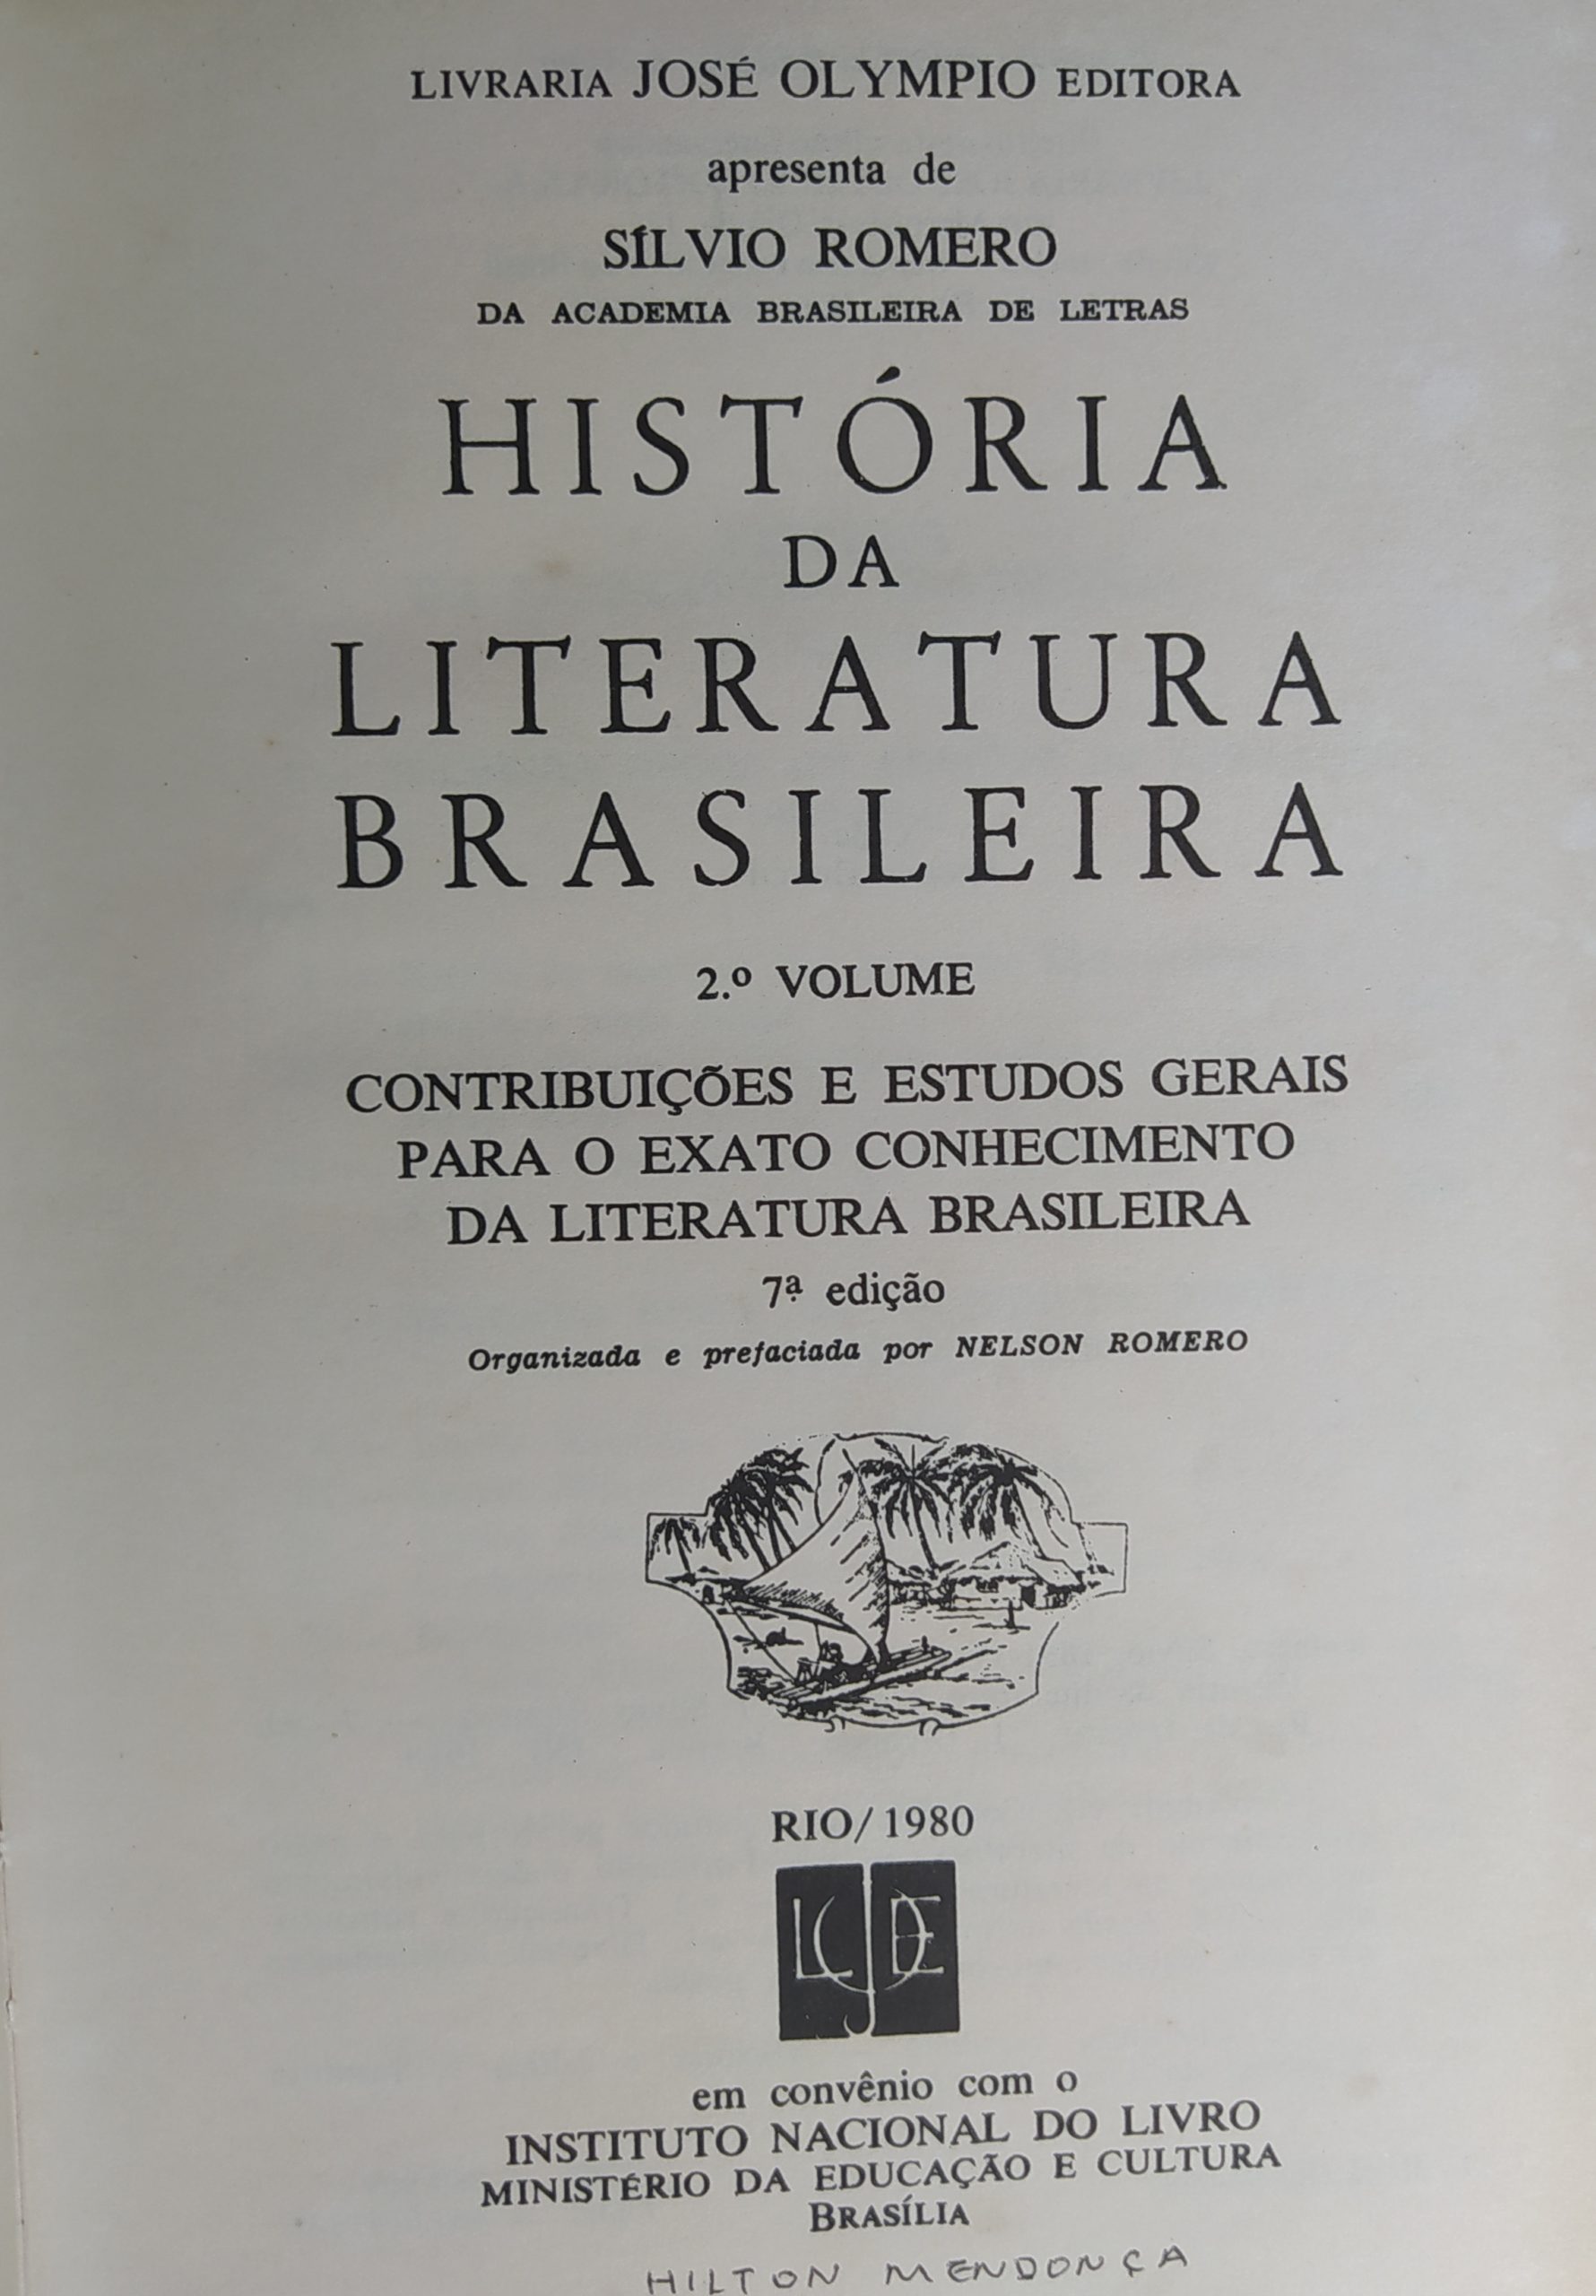 LIVRARIA JOSÉ OLYMPIO EDITORA
apresenta de
SÍLVIO ROMERO
DA ACADEMIA BRASILEIRA DE LETRAS
HISTÓRIA
DA
LITERATURA
BRASILEIRA
2.º VOLUME
CONTRIBUIÇÕES E ESTUDOS GERAIS
PARA O EXATO CONHECIMENTO
DA LITERATURA BRASILEIRA
7ª edição
Organizada e prefaciada por NELSON ROMERO
RIO/1980
LJOE
em convênio com o
INSTITUTO NACIONAL DO LIVRO
MINISTÉRIO DA EDUCAÇÃO E CULTURA
BRASÍLIA
HILTON MENDONÇA